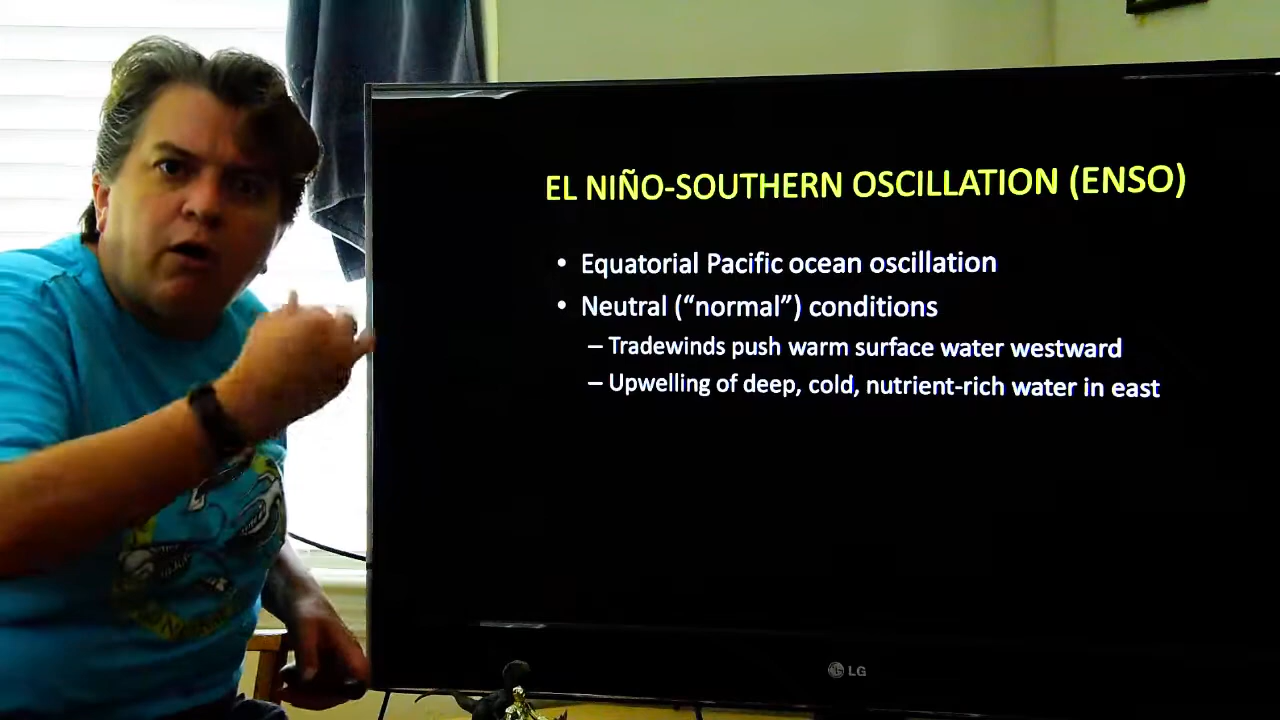 EL NIÑO-SOUTHERN OSCILLATION (ENSO)
• Equatorial Pacific ocean oscillation
• Neutral (“normal”) conditions
– Tradewinds push warm surface water westward
– Upwelling of deep, cold, nutrient-rich water in east
LG